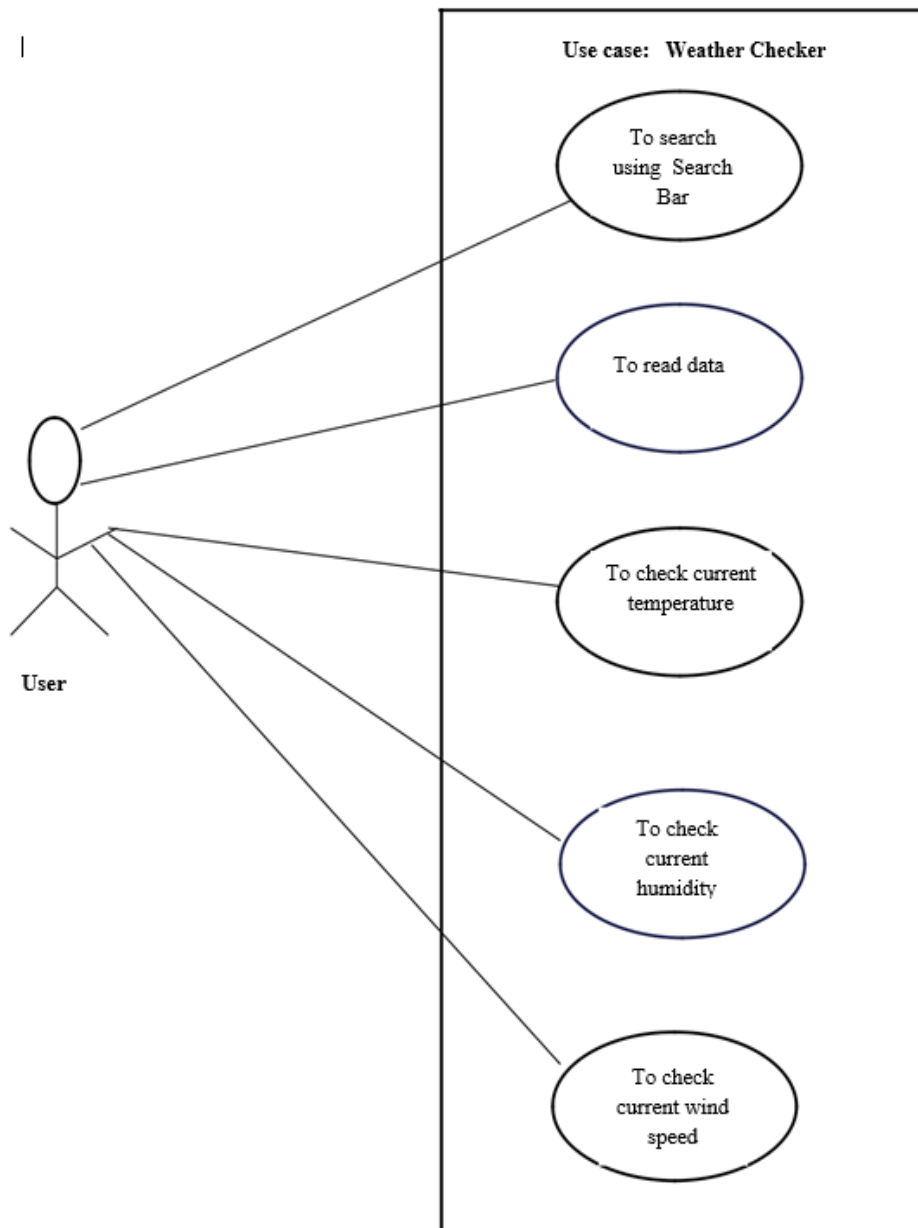 Use case: Weather Checker
To search
using Search
Bar
To read data
To check current
temperature
User
To check
current
humidity
To check
current wind
speed